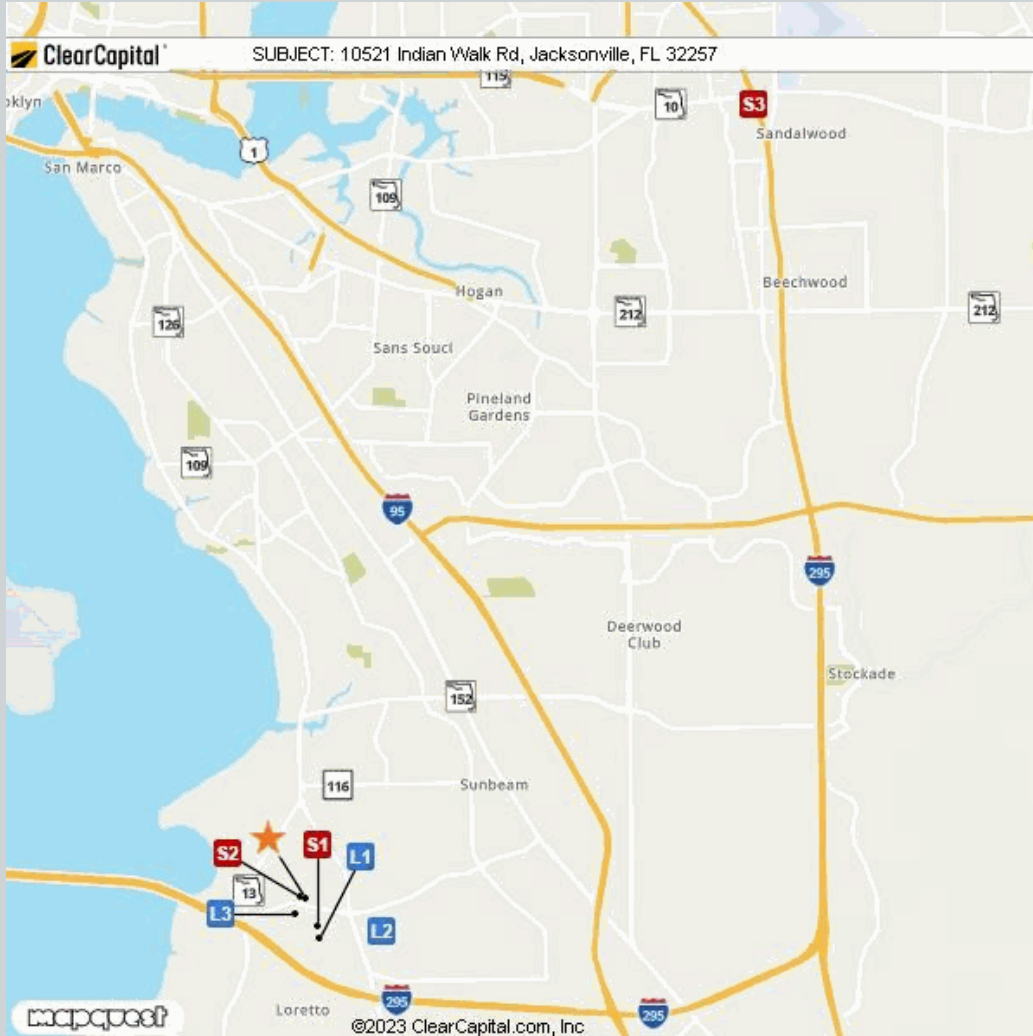 ClearCapital
SUBJECT: 10521 Indian Walk Rd, Jacksonville, FL 32257
115
oklyn
10
S3
Sandalwood
1
San Marco
109
Beechwood
Hogan
126
212
212
Sans Souci
Pineland
Gardens
109
95
295
Deerwood
Club
Stockade
152
116
Sunbeam
S2
S1
L1
13
L3
L2
295
Loretto
295
mapquest
©2023 ClearCapital.com, Inc